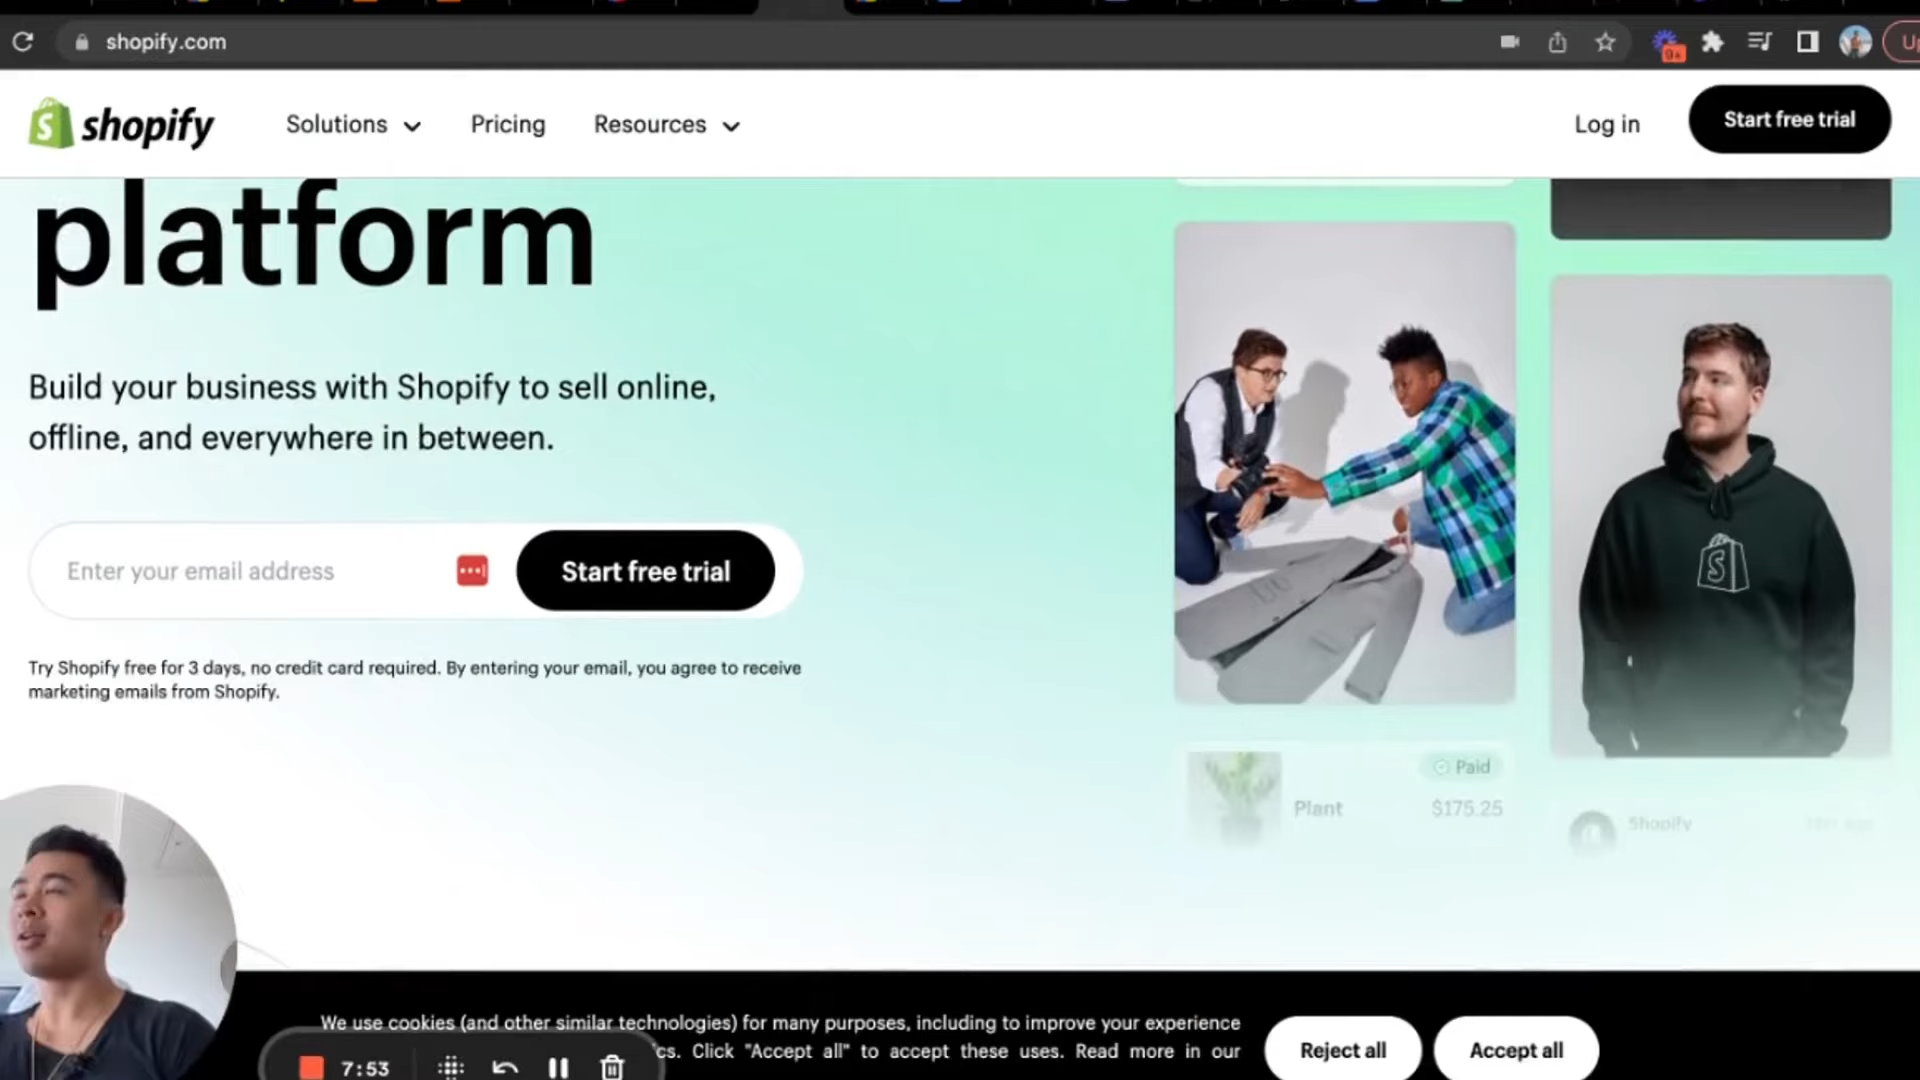 shopify.com
9+
shopify
Solutions
Pricing
Resources
Log in
Start free trial
platform
Build your business with Shopify to sell online,
offline, and everywhere in between.
Enter your email address
Start free trial
Try Shopify free for 3 days, no credit card required. By entering your email, you agree to receive
marketing emails from Shopify.
Paid
Plant
$175.25
Shopify
We use cookies (and other similar technologies) for many purposes, including to improve your experience
cs. Click "Accept all" to accept these uses. Read more in our
Reject all
Accept all
7:53